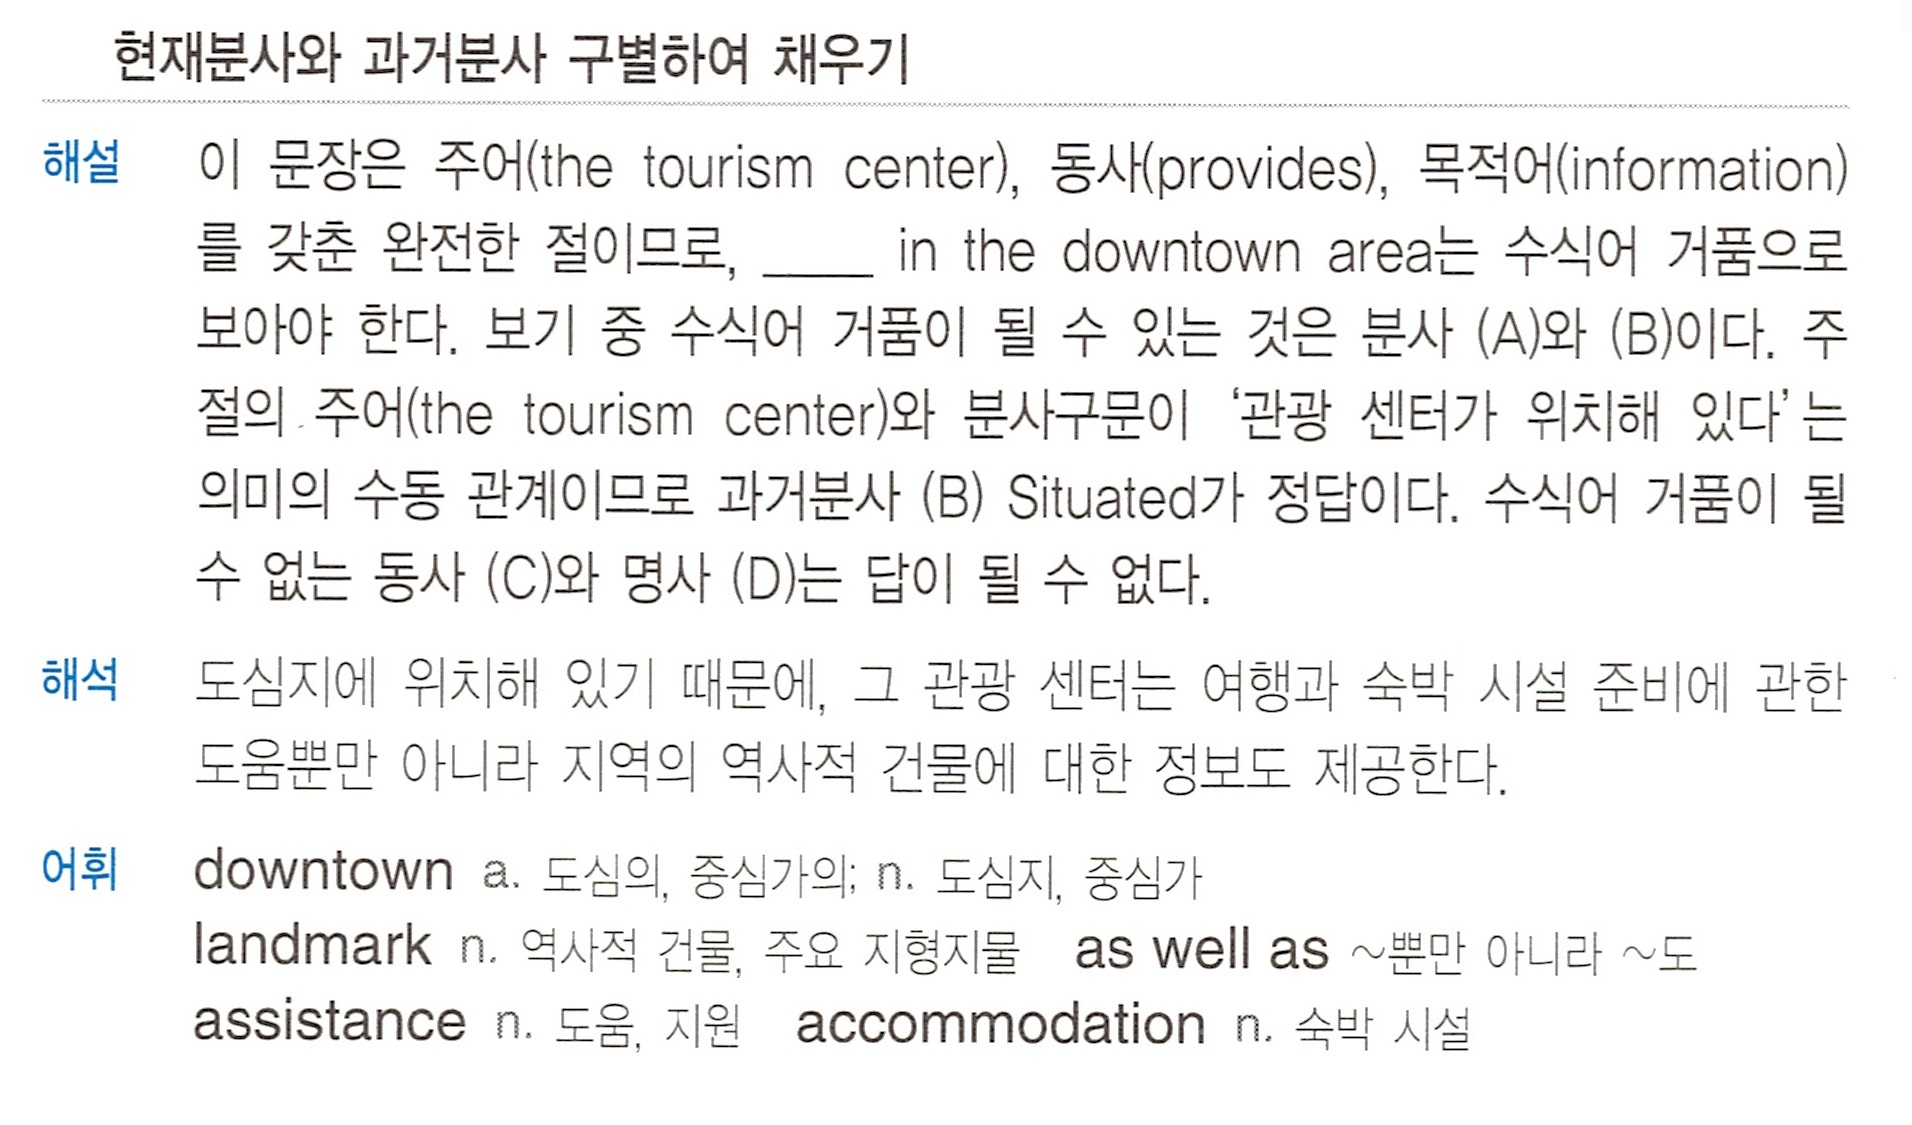 현재분사와 과거분사 구별하여 채우기
해설 이 문장은 주어(the tourism center), 동사(provides), 목적어(information)
를 갖춘 완전한 절이므로, ____ in the downtown area는 수식어 거품으로
보아야 한다. 보기 중 수식어 거품이 될 수 있는 것은 분사 (A)와 (B)이다. 주
절의 주어(the tourism center)와 분사구문이 ‘관광 센터가 위치해 있다’는
의미의 수동 관계이므로 과거분사 (B) Situated가 정답이다. 수식어 거품이 될
수 없는 동사 (C)와 명사 (D)는 답이 될 수 없다.
해석 도심지에 위치해 있기 때문에, 그 관광 센터는 여행과 숙박 시설 준비에 관한
도움뿐만 아니라 지역의 역사적 건물에 대한 정보도 제공한다.
어휘 downtown a. 도심의, 중심가의; n. 도심지, 중심가
landmark n. 역사적 건물, 주요 지형지물 as well as ~뿐만 아니라 ~도
assistance n. 도움, 지원 accommodation n. 숙박 시설